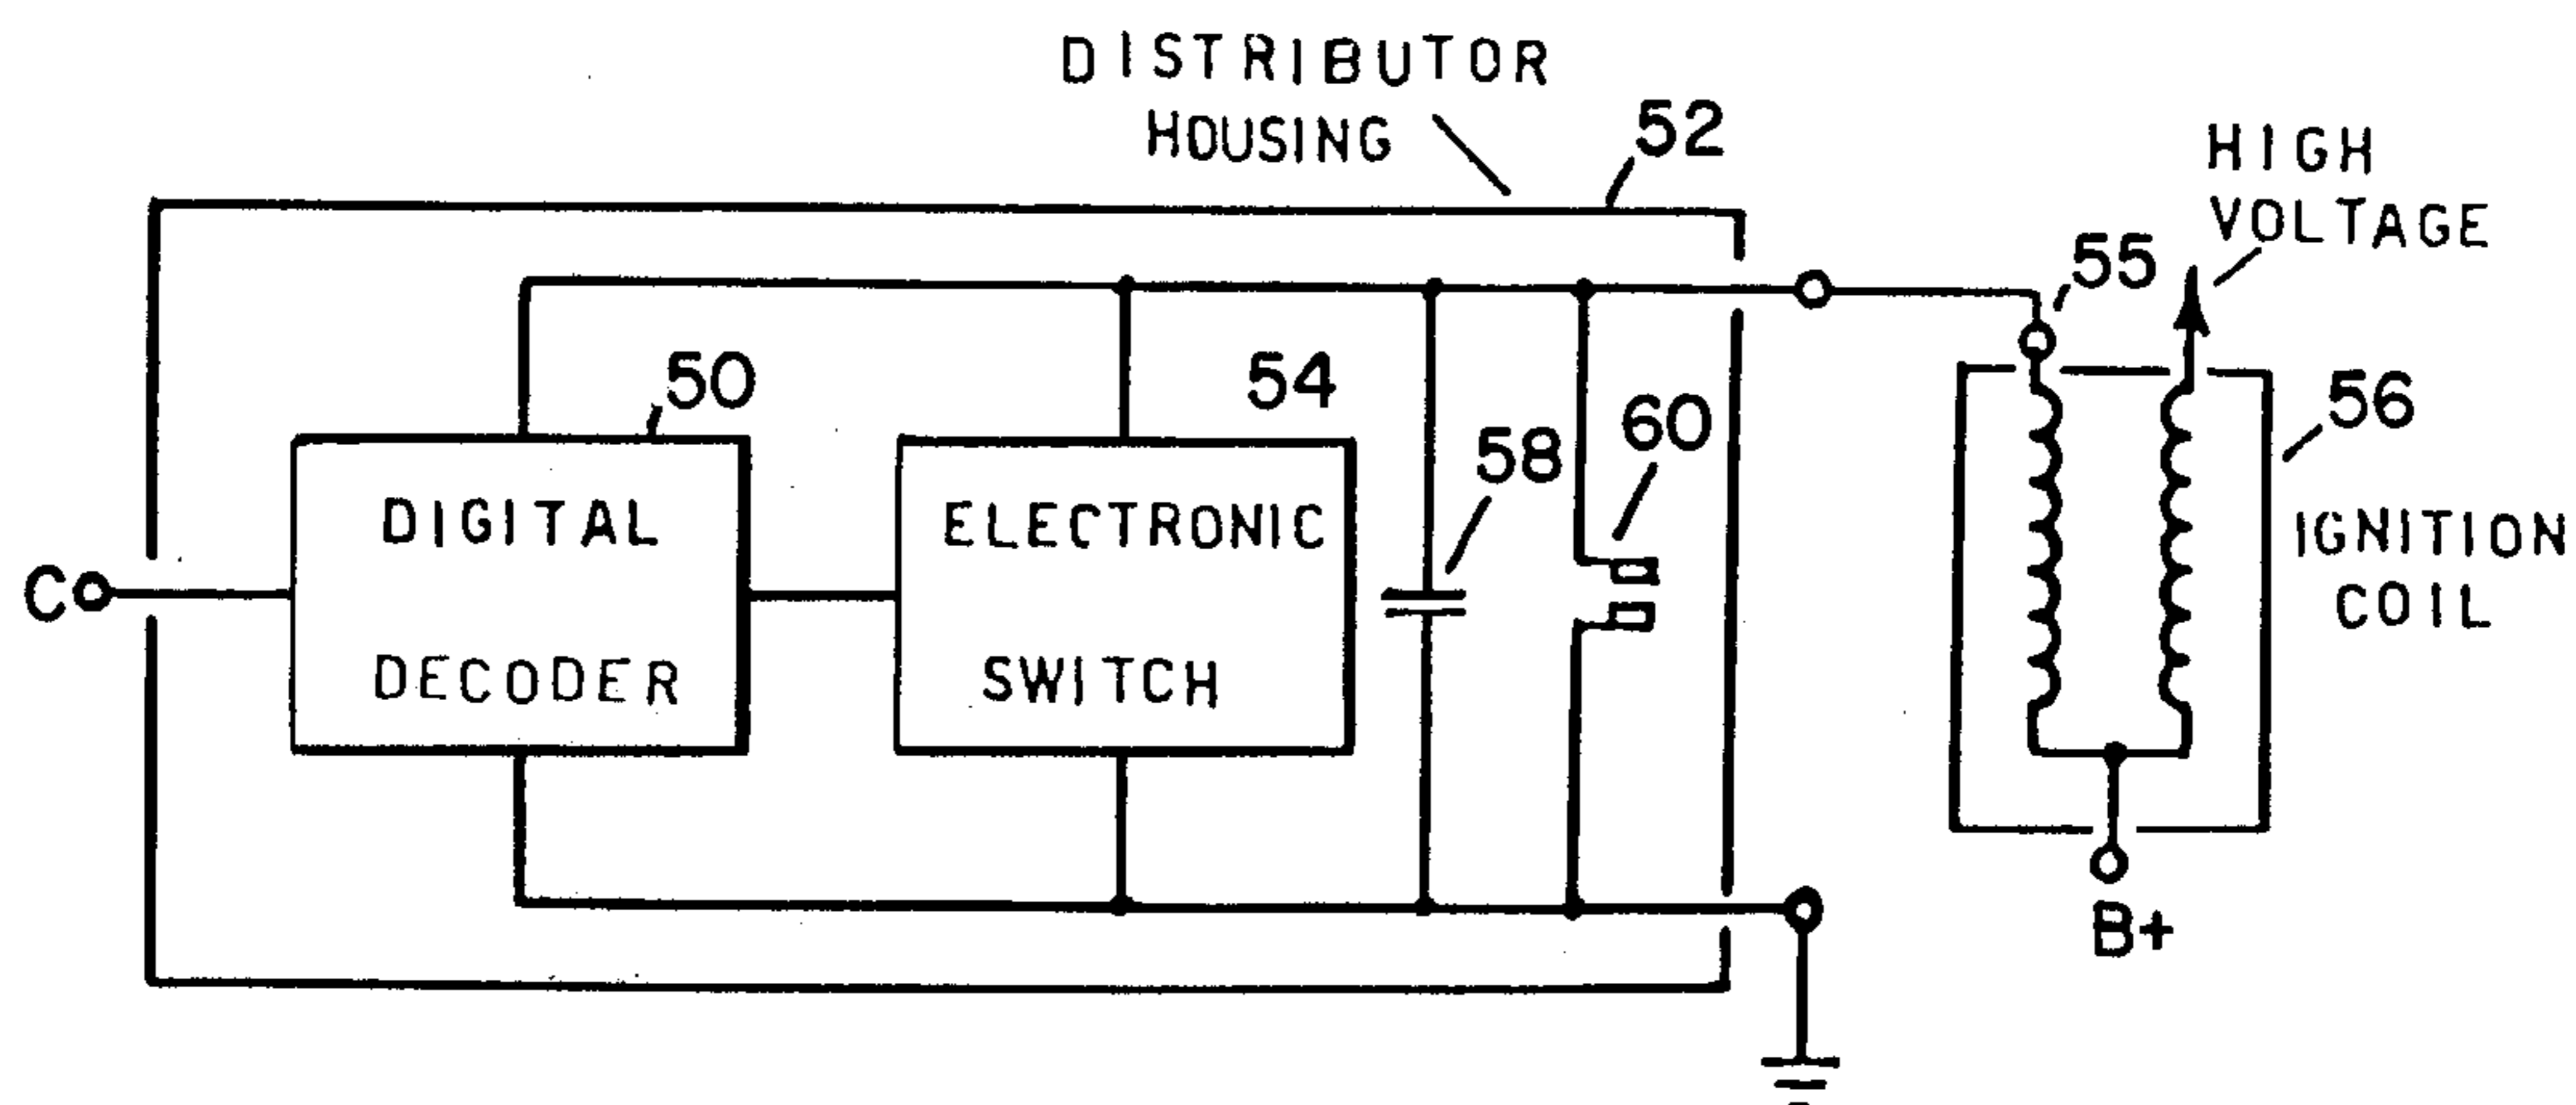 DISTRIBUTOR
HOUSING
52
HIGH
VOLTAGE
55
50
54
58
60
56
DIGITAL
DECODER
ELECTRONIC
SWITCH
IGNITION
COIL
C
B+